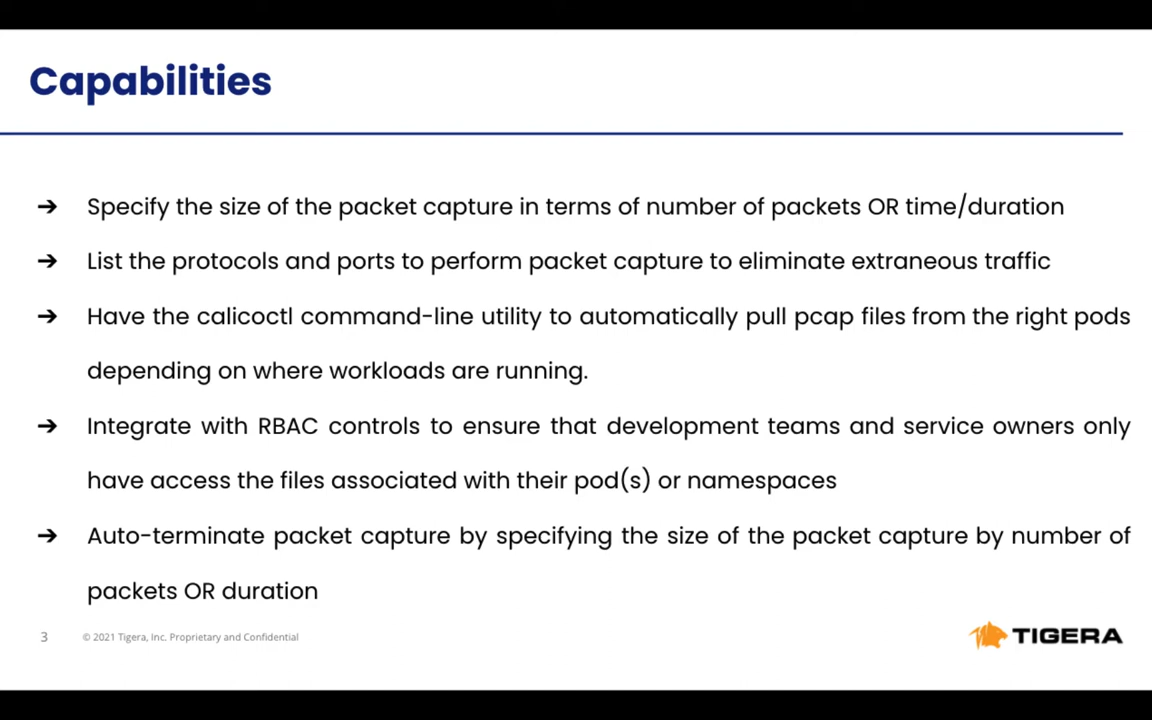 Capabilities
➔ Specify the size of the packet capture in terms of number of packets OR time/duration
➔ List the protocols and ports to perform packet capture to eliminate extraneous traffic
➔ Have the calicoctl command-line utility to automatically pull pcap files from the right pods
depending on where workloads are running.
➔ Integrate with RBAC controls to ensure that development teams and service owners only
have access the files associated with their pod(s) or namespaces
➔ Auto-terminate packet capture by specifying the size of the packet capture by number of
packets OR duration
3 © 2021 Tigera, Inc. Proprietary and Confidential
TIGERA